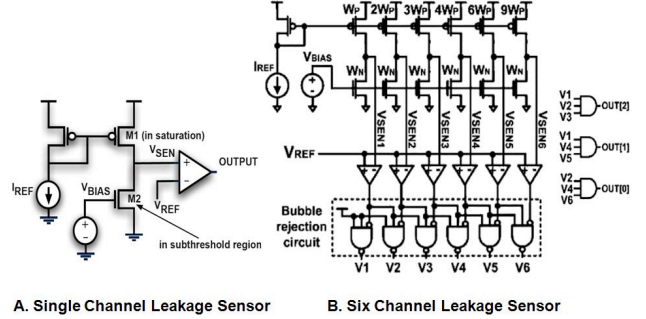 WP 2WP 3WP 4WP 6WP 9WP
IREF
VBIAS
WN WN WN WN WN
VSEN1
VSEN2
VSEN3
VSEN4
VSEN5
VSEN6
VREF
Bubble
rejection
circuit
V1 V2 V3 V4 V5 V6
V1
V2
V3
OUT[2]
V1
V4
V5
OUT[1]
V2
V4
V6
OUT[0]
M1 (in saturation)
VSEN
+
-
OUTPUT
IREF
VBIAS
M2
VREF
+
-
in subthreshold region
A. Single Channel Leakage Sensor
B. Six Channel Leakage Sensor